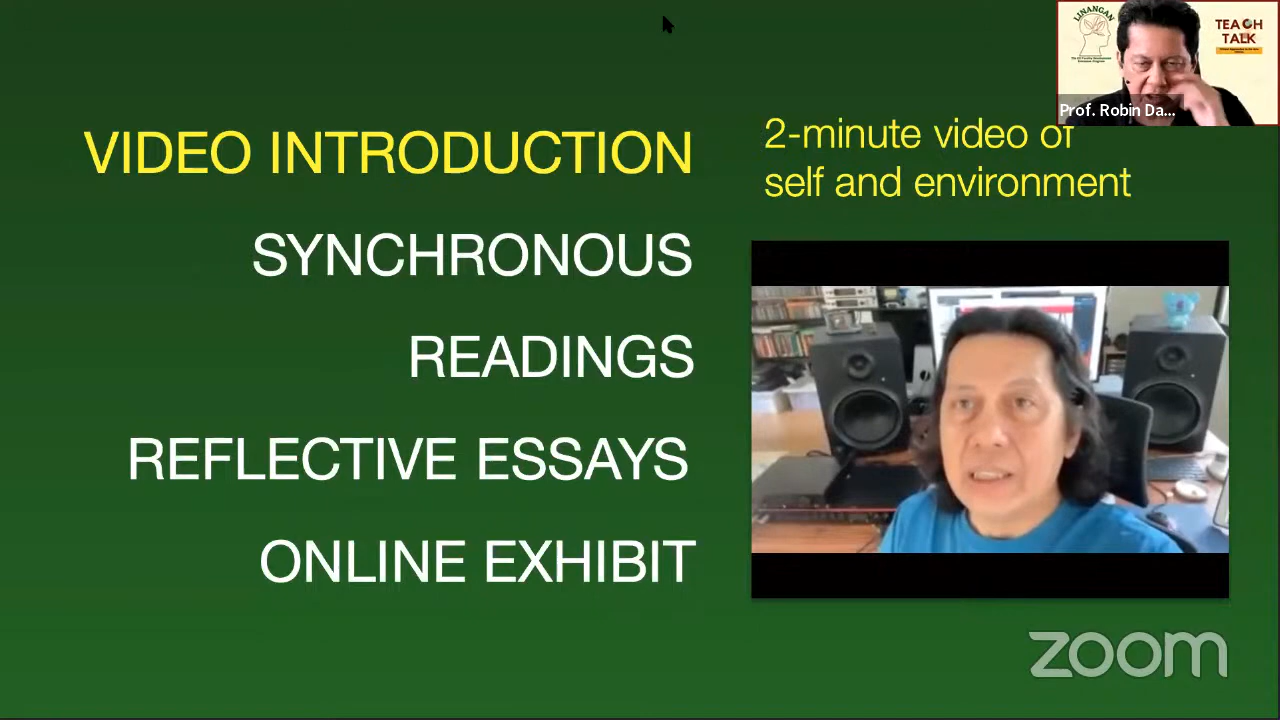 VIDEO INTRODUCTION
SYNCHRONOUS
READINGS
REFLECTIVE ESSAYS
ONLINE EXHIBIT
2-minute video of
self and environment
LINANGAN
TEACH
TALK
Prof. Robin Da...
zoom